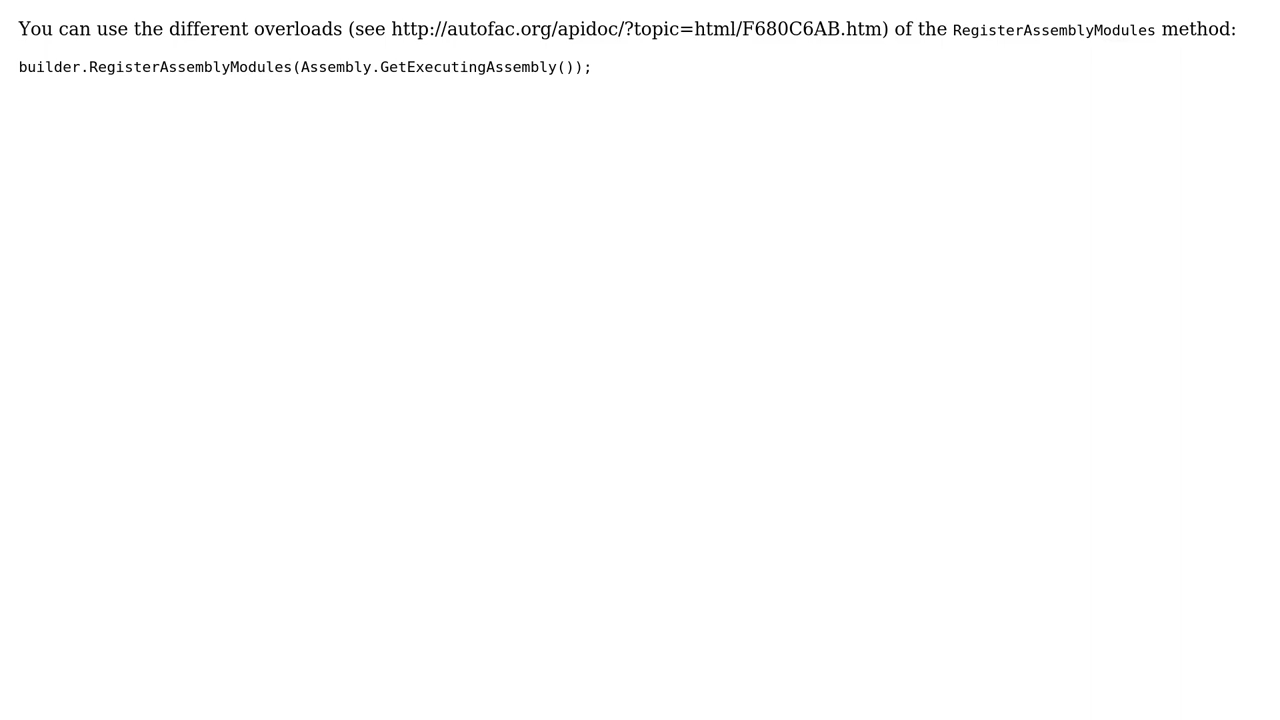 You can use the different overloads (see http://autofac.org/apidoc/?topic=html/F680C6AB.htm) of the RegisterAssemblyModules method:
builder.RegisterAssemblyModules(Assembly.GetExecutingAssembly());